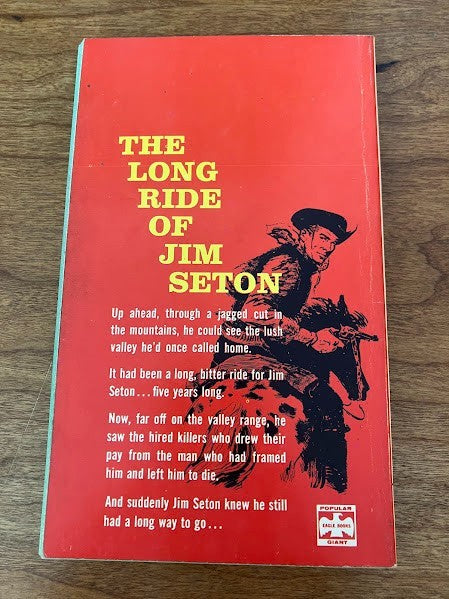 THE
LONG
RIDE
OF
JIM
SETON
Up ahead, through a jagged cut in
the mountains, he could see the lush
valley he'd once called home.
It had been a long, bitter ride for Jim
Seton...five years long.
Now, far off on the valley range, he
saw the hired killers who drew their
pay from the man who had framed
him and left him to die.
And suddenly Jim Seton knew he still
had a long way to go...
POPULAR
EAGLE BOOKS
GIANT